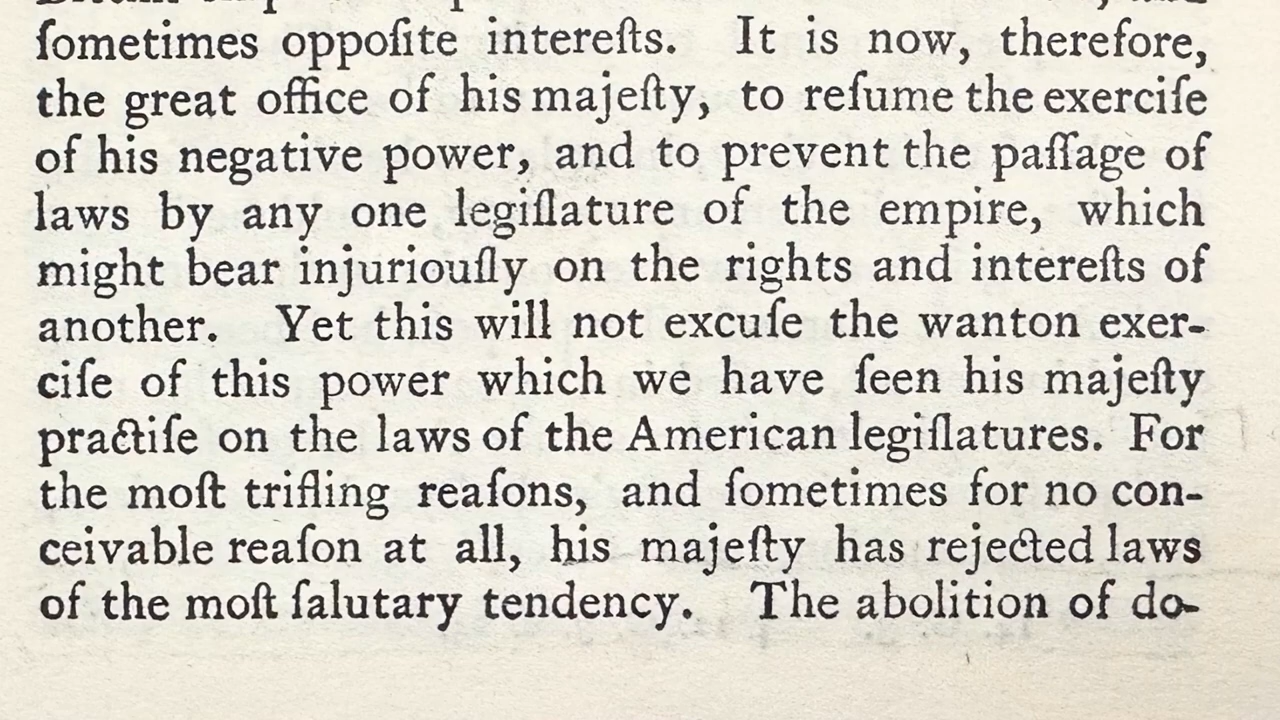 ſometimes oppoſite intereſts. It is now, therefore,
the great office of his majeſty, to reſume the exerciſe
of his negative power, and to prevent the paſſage of
laws by any one legiſlature of the empire, which
might bear injuriouſly on the rights and intereſts of
another. Yet this will not excuſe the wanton exer-
ciſe of this power which we have ſeen his majeſty
practiſe on the laws of the American legiſlatures. For
the moſt trifling reaſons, and ſometimes for no con-
ceivable reaſon at all, his majeſty has rejected laws
of the moſt ſalutary tendency. The abolition of do-